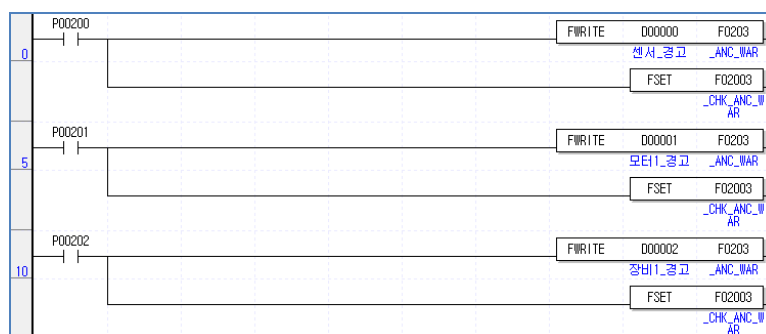 P00200
FWRITE D00000 F0203
0 센서_경고 _ANC_WAR
FSET F02003
_CHK_ANC_W
AR
P00201
FWRITE D00001 F0203
5 모터1_경고 _ANC_WAR
FSET F02003
_CHK_ANC_W
AR
P00202
FWRITE D00002 F0203
10 장비1_경고 _ANC_WAR
FSET F02003
_CHK_ANC_W
AR